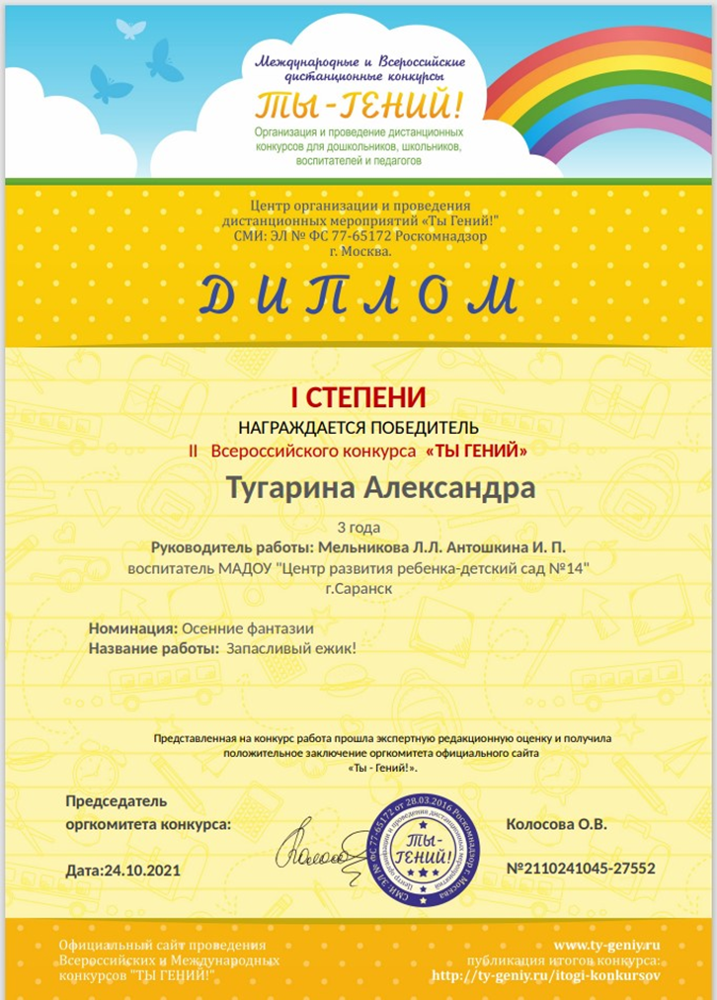 Международные и Всероссийские
дистанционные конкурсы
ТЫ - ГЕНИЙ!
Организация и проведение дистанционных
конкурсов для дошкольников, школьников,
воспитателей и педагогов
Центр организации и проведения
дистанционных мероприятий «Ты Гений!"
СМИ: ЭЛ № ФС 77-65172 Роскомнадзор
г. Москва.
ДИПЛОМ
I СТЕПЕНИ
НАГРАЖДАЕТСЯ ПОБЕДИТЕЛЬ
II Всероссийского конкурса «ТЫ ГЕНИЙ»
Тугарина Александра
3 года
Руководитель работы: Мельникова Л.Л. Антошкина И. П.
воспитатель МАДОУ "Центр развития ребенка-детский сад №14"
г.Саранск
Номинация: Осенние фантазии
Название работы: Запасливый ежик!
Представленная на конкурс работа прошла экспертную редакционную оценку и получила
положительное заключение оргкомитета официального сайта
«Ты - Гений!».
Председатель
оргкомитета конкурса:
Колосова О.В.
СМИ: ЭЛ № ФС 77-65172 от 28.03.2016 Роскомнадзор г. Москва
Центр организации и проведения дистанционных мероприятий
ТЫ-
ГЕНИЙ!
Дата:24.10.2021
№2110241045-27552
Официальный сайт проведения
Всероссийских и Международных
конкурсов "ТЫ ГЕНИЙ!"
www.ty-geniy.ru
публикация итогов конкурса:
http://ty-geniy.ru/itogi-konkursov